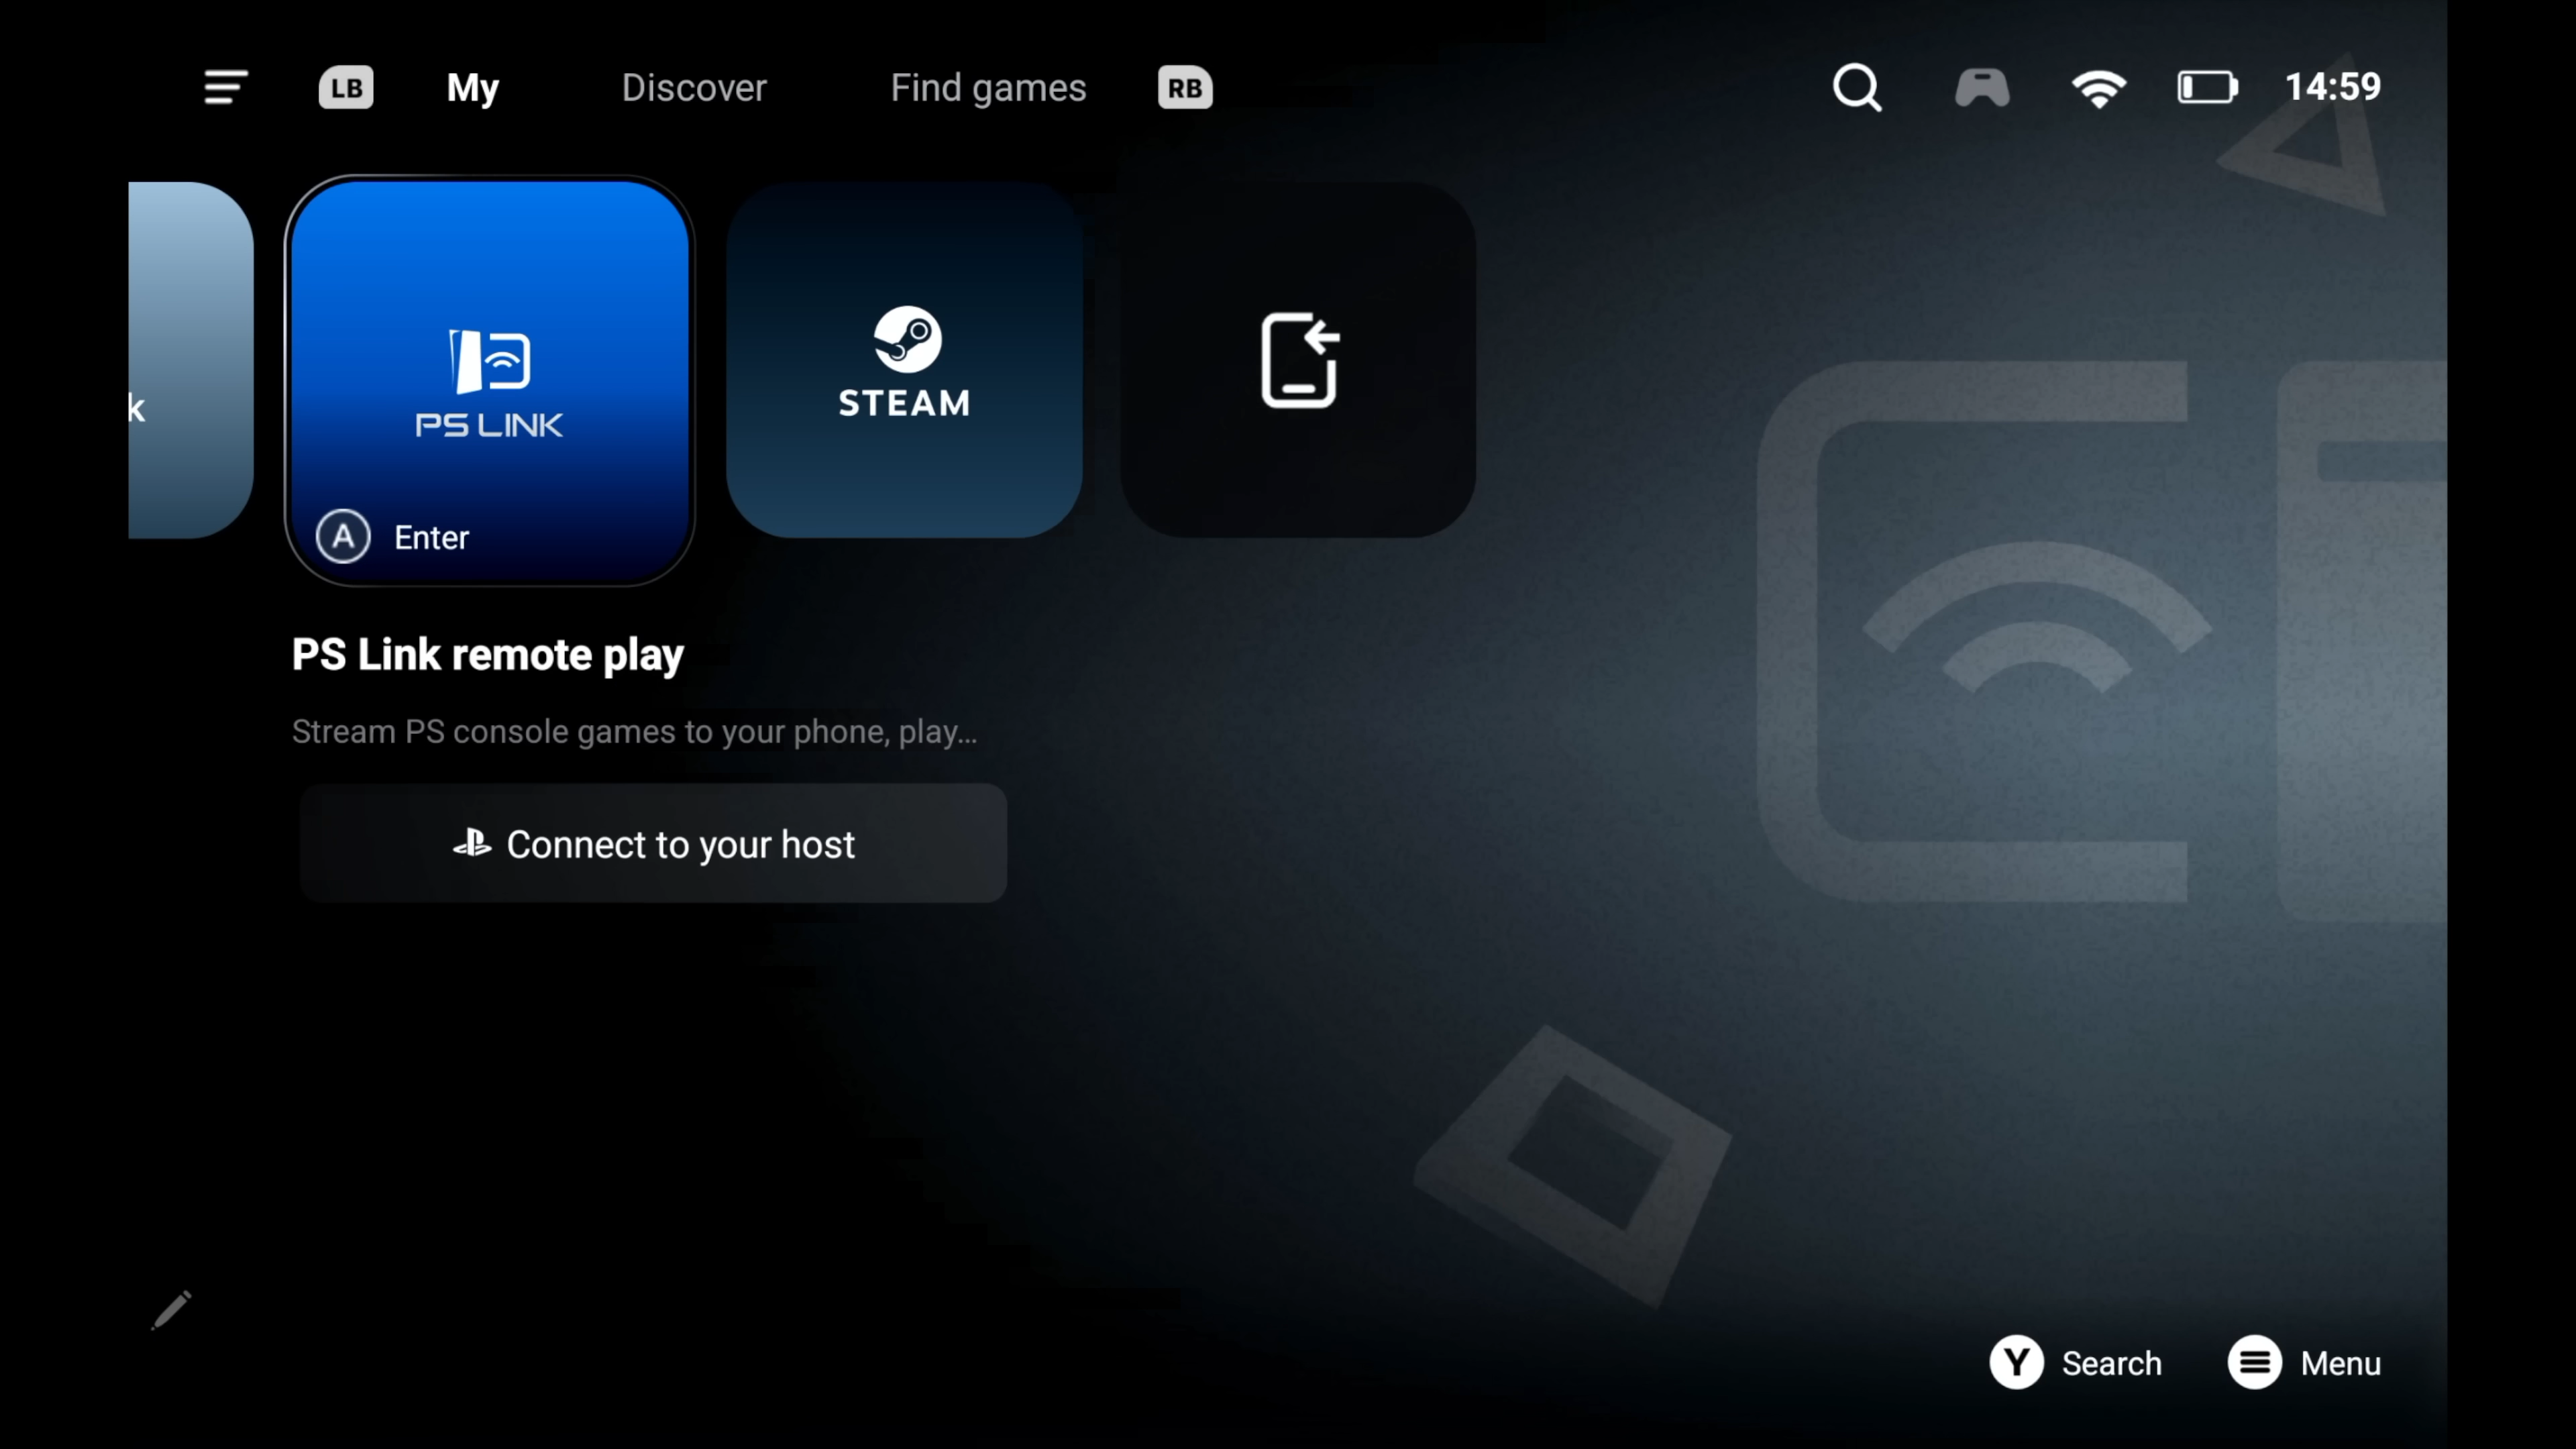 LB My Discover Find games RB 14:59
k
PS LINK
STEAM
A Enter
PS Link remote play
Stream PS console games to your phone, play...
Connect to your host
Y Search Menu